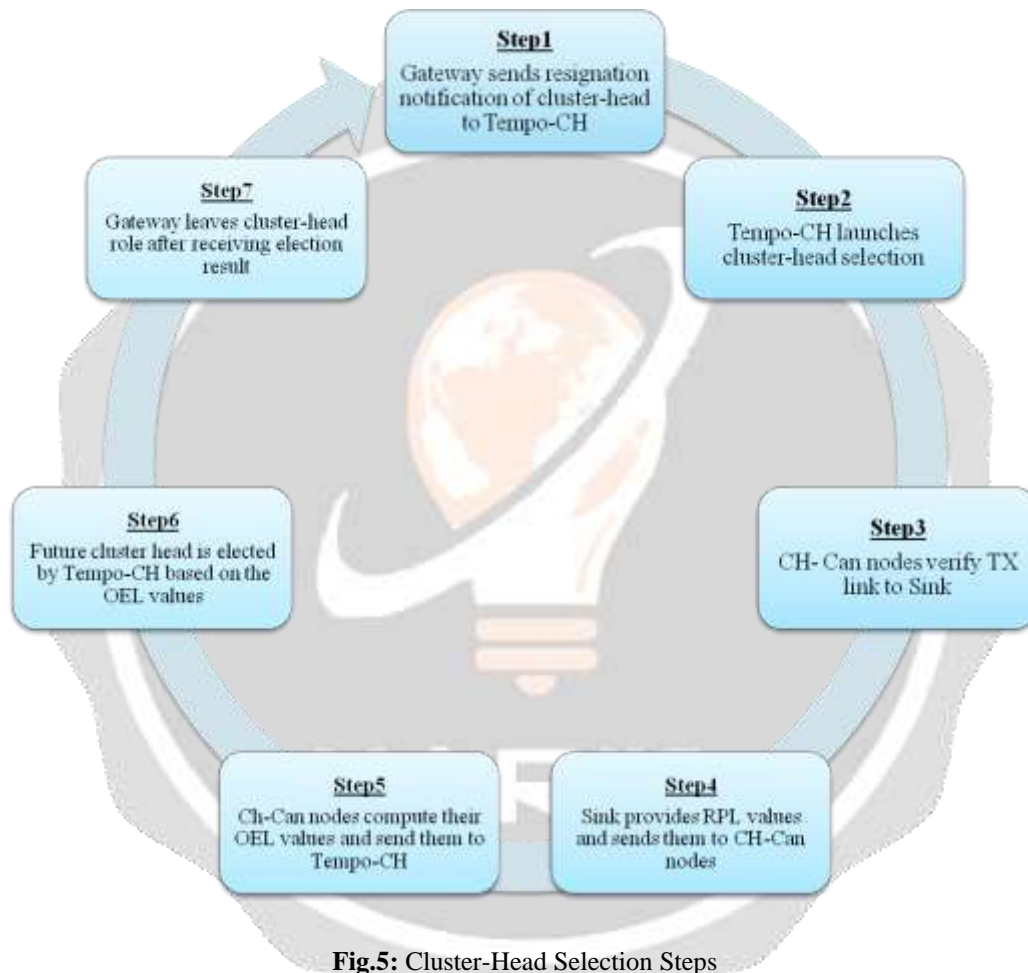 Step1
Gateway sends resignation
notification of cluster-head
to Tempo-CH
Step2
Tempo-CH launches
cluster-head selection
Step3
CH- Can nodes verify TX
link to Sink
Step4
Sink provides RPL values
and sends them to CH-Can
nodes
Step5
Ch-Can nodes compute their
OEL values and send them to
Tempo-CH
Step6
Future cluster head is elected
by Tempo-CH based on the
OEL values
Step7
Gateway leaves cluster-head
role after receiving election
result
Fig.5: Cluster-Head Selection Steps